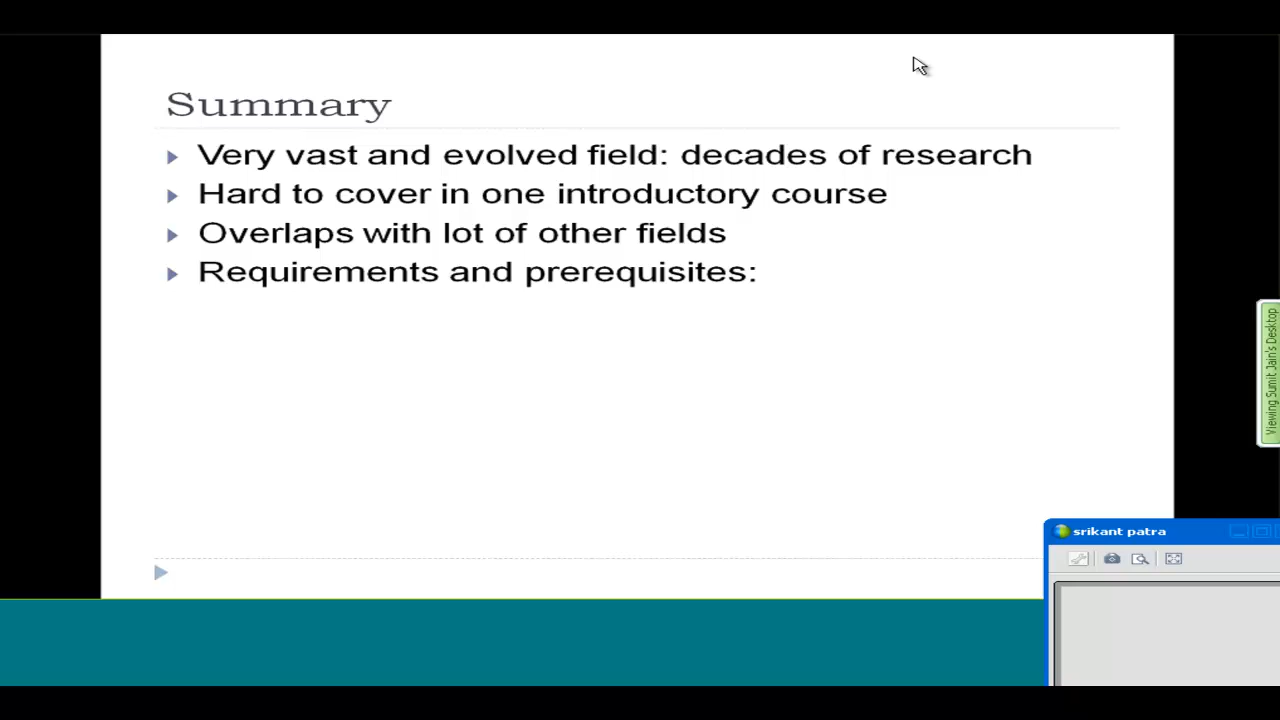 Summary
Very vast and evolved field: decades of research
Hard to cover in one introductory course
Overlaps with lot of other fields
Requirements and prerequisites:
Viewing Sumit Jain's Desktop
srikant patra